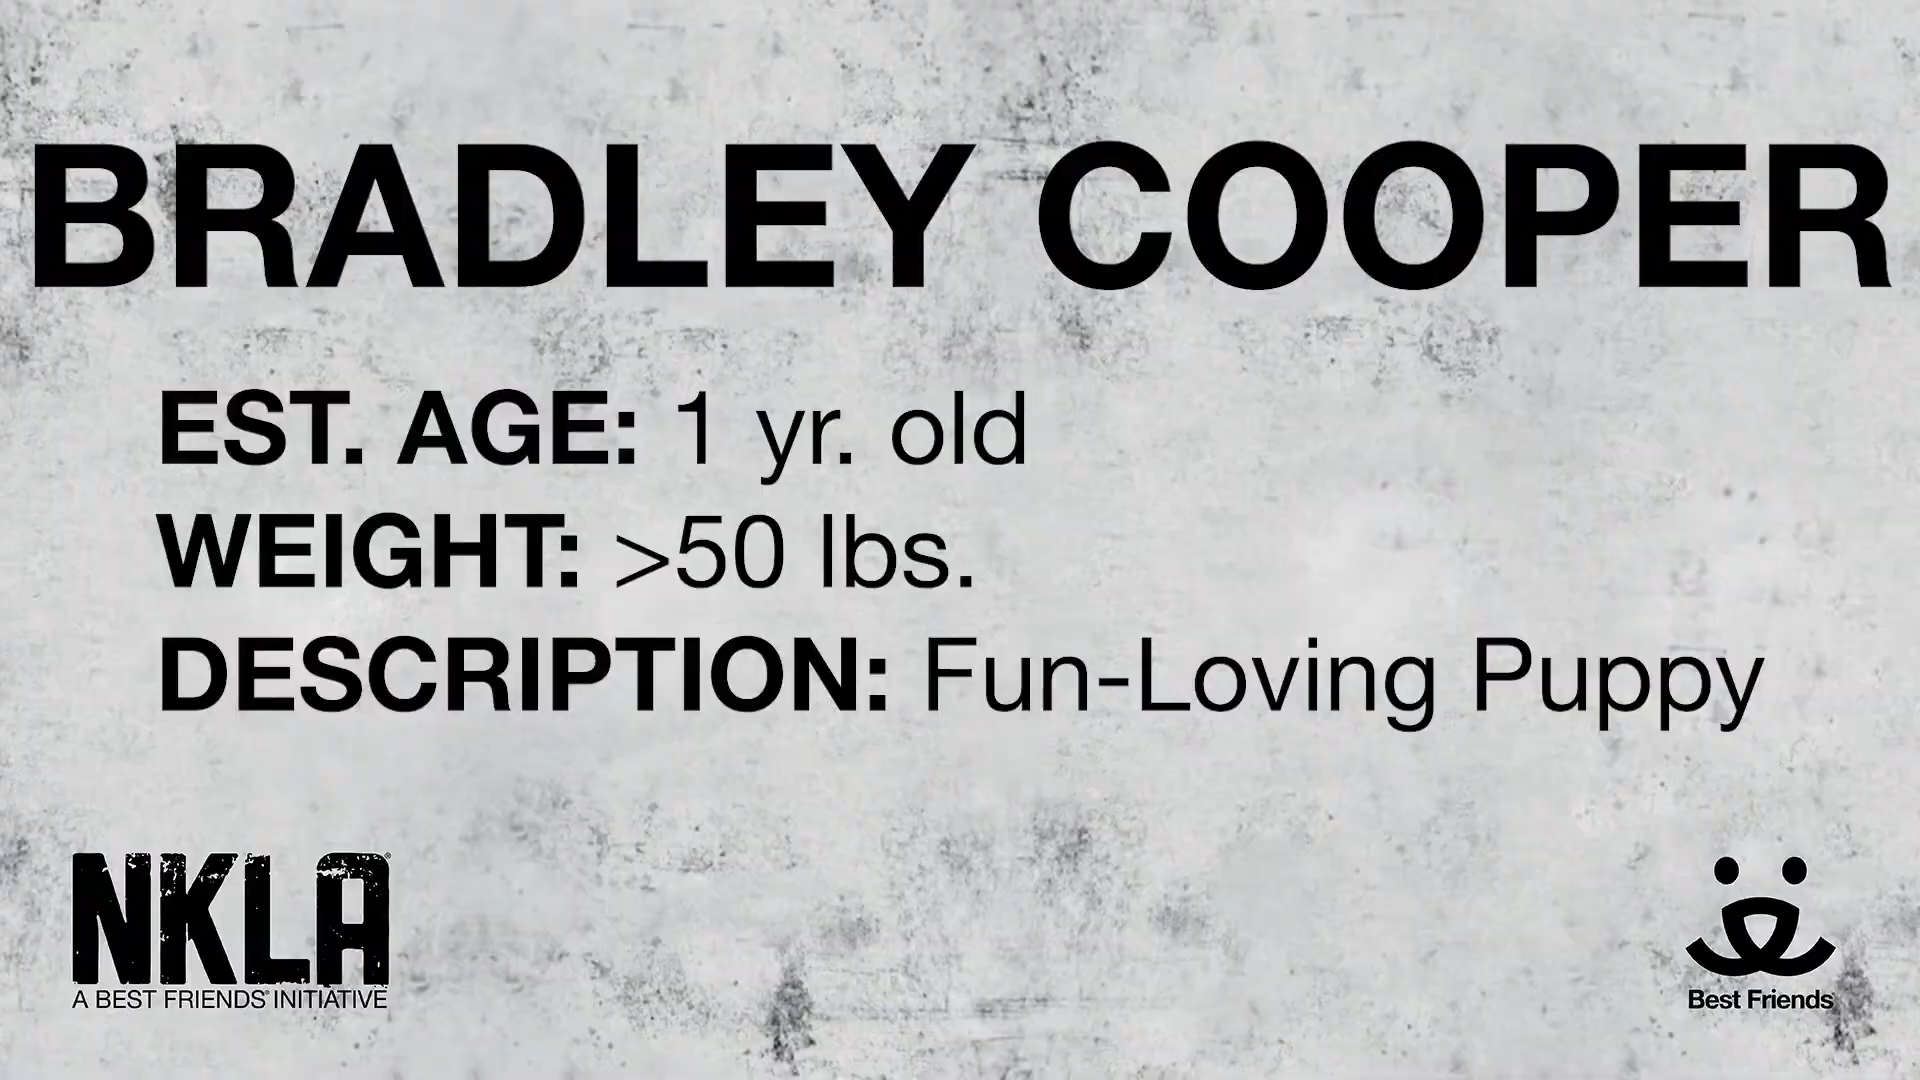 BRADLEY COOPER
EST. AGE: 1 yr. old
WEIGHT: >50 lbs.
DESCRIPTION: Fun-Loving Puppy
NKLA®
A BEST FRIENDS® INITIATIVE
Best Friends